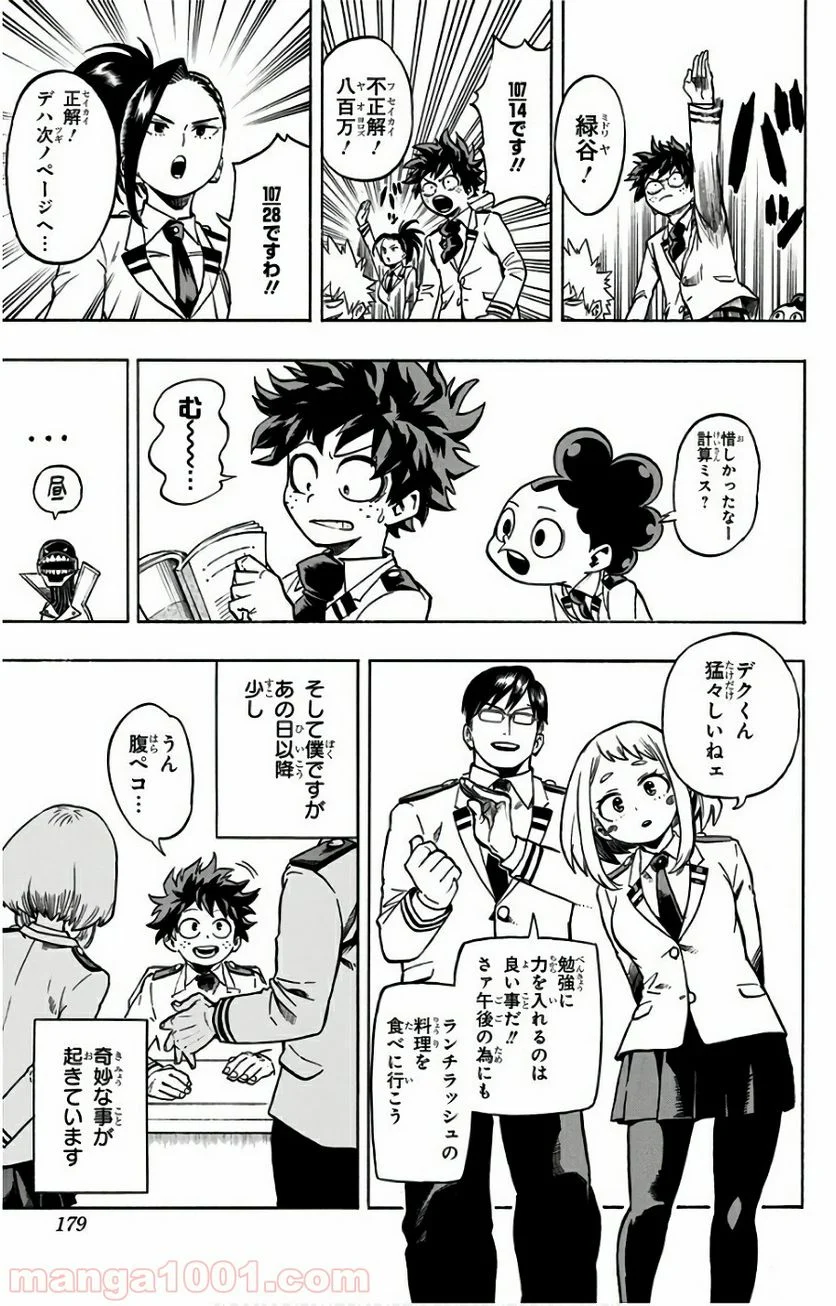 緑谷!
107/14です!!
不正解!
八百万!
107/28ですわ!!
正解!
デハ次ノページへ…
惜しかったなー
計算ミス?
む〜〜〜…
昼
デクくん
猛々しいねェ
勉強に
力を入れるのは
良い事だ!!
さァ午後の為にも
ランチラッシュの
料理を
食べに行こう
そして僕ですが
あの日以降
少し
うん
腹ペコ…
奇妙な事が
起きています
179
manga1001.com